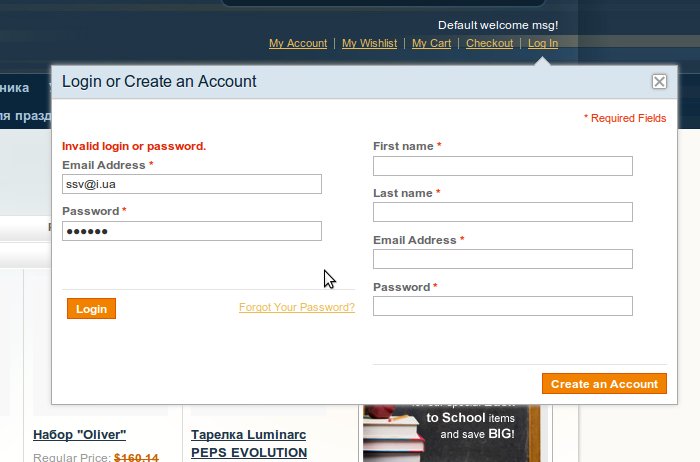 Default welcome msg!
My Account | My Wishlist | My Cart | Checkout | Log In
Login or Create an Account
* Required Fields
Invalid login or password.
Email Address *
ssv@i.ua
Password *
●●●●●●
Login
Forgot Your Password?
First name *
Last name *
Email Address *
Password *
Create an Account
to School items
and save BIG!
Набор "Oliver"
Regular Price: $160.14
Тарелка Luminarc
PEPS EVOLUTION